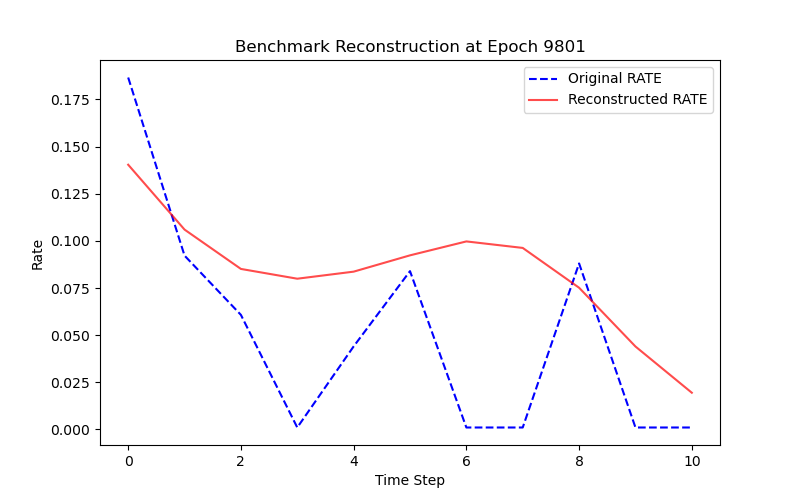 Benchmark Reconstruction at Epoch 9801
Original RATE
Reconstructed RATE
0.175
0.150
0.125
0.100
0.075
0.050
0.025
0.000
Rate
0 2 4 6 8 10
Time Step